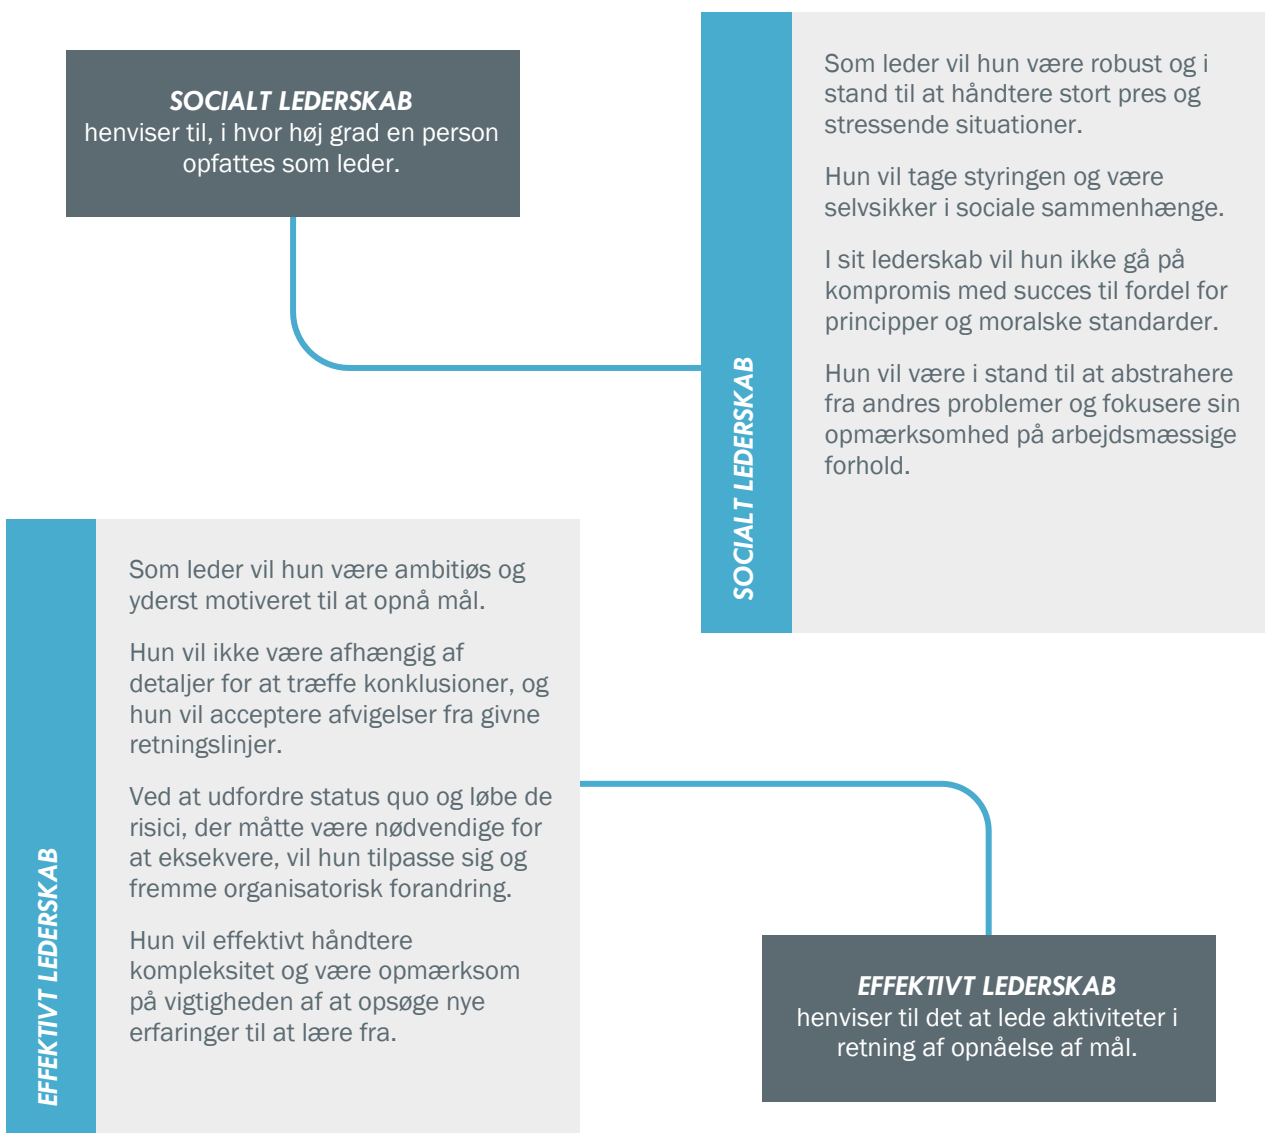 SOCIALT LEDERSKAB
henviser til, i hvor høj grad en person
opfattes som leder.
SOCIALT LEDERSKAB
Som leder vil hun være robust og i
stand til at håndtere stort pres og
stressende situationer.
Hun vil tage styringen og være
selvsikker i sociale sammenhænge.
I sit lederskab vil hun ikke gå på
kompromis med succes til fordel for
principper og moralske standarder.
Hun vil være i stand til at abstrahere
fra andres problemer og fokusere sin
opmærksomhed på arbejdsmæssige
forhold.
EFFEKTIVT LEDERSKAB
Som leder vil hun være ambitiøs og
yderst motiveret til at opnå mål.
Hun vil ikke være afhængig af
detaljer for at træffe konklusioner, og
hun vil acceptere afvigelser fra givne
retningslinjer.
Ved at udfordre status quo og løbe de
risici, der måtte være nødvendige for
at eksekvere, vil hun tilpasse sig og
fremme organisatorisk forandring.
Hun vil effektivt håndtere
kompleksitet og være opmærksom
på vigtigheden af at opsøge nye
erfaringer til at lære fra.
EFFEKTIVT LEDERSKAB
henviser til det at lede aktiviteter i
retning af opnåelse af mål.